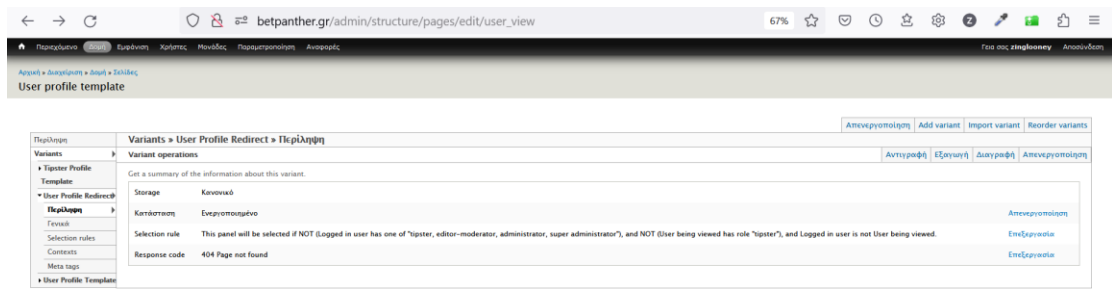 betpanther.gr/admin/structure/pages/edit/user_view 67%
Περιεχόμενο Δομή Εμφάνιση Χρήστες Μονάδες Παραμετροποίηση Αναφορές Γεια σας zinglooney Αποσύνδεση
Αρχική » Διαχείριση » Δομή » Σελίδες
User profile template
Απενεργοποίηση Add variant Import variant Reorder variants
Περίληψη
Variants » User Profile Redirect » Περίληψη
Variants
Variant operations Αντιγραφή Εξαγωγή Διαγραφή Απενεργοποίηση
Tipster Profile
Template
Get a summary of the information about this variant.
User Profile Redirect
Storage Κανονικό
Περίληψη
Κατάσταση Ενεργοποιημένο Απενεργοποίηση
Γενικά
Selection rules
Selection rule This panel will be selected if NOT (Logged in user has one of "tipster, editor-moderator, administrator, super administrator"), and NOT (User being viewed has role "tipster"), and Logged in user is not User being viewed. Επεξεργασία
Contexts
Response code 404 Page not found Επεξεργασία
Meta tags
User Profile Template